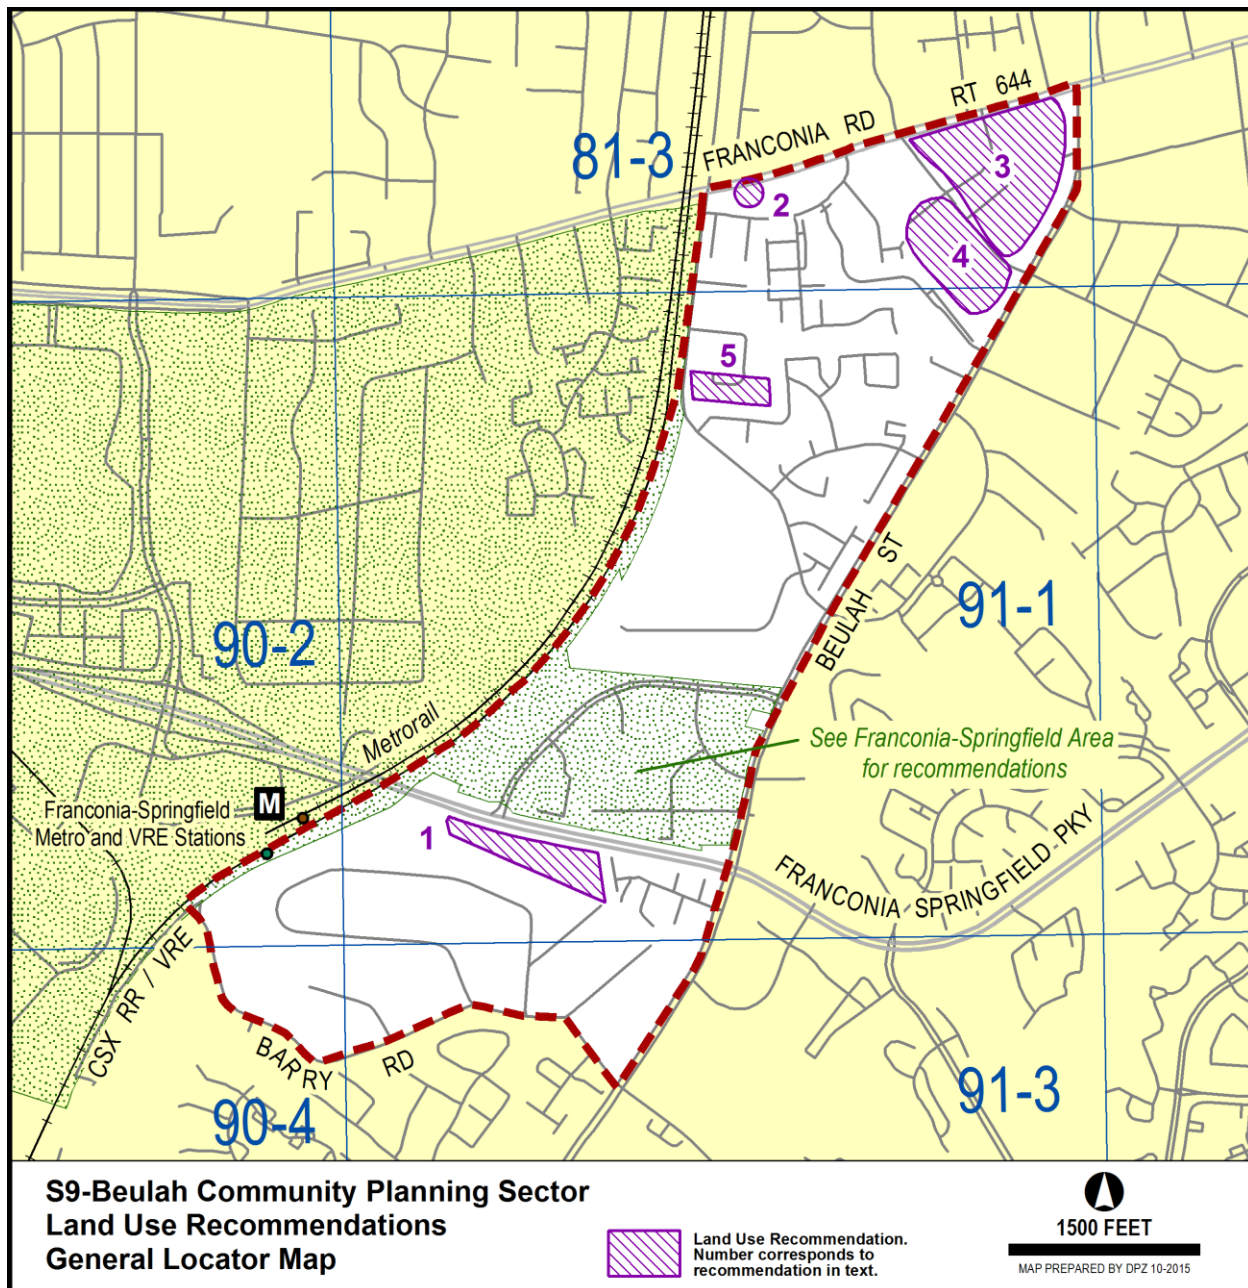 RT 644
FRANCONIA RD
81-3
3
2
4
5
90-2
91-1
BEULAH ST
Metrorail
See Franconia-Springfield Area
for recommendations
M
Franconia-Springfield
Metro and VRE Stations
1
FRANCONIA SPRINGFIELD PKY
CSX RR / VRE
BARRY RD
90-4
91-3
S9-Beulah Community Planning Sector
Land Use Recommendations
General Locator Map
Land Use Recommendation.
Number corresponds to
recommendation in text.
1500 FEET
MAP PREPARED BY DPZ 10-2015